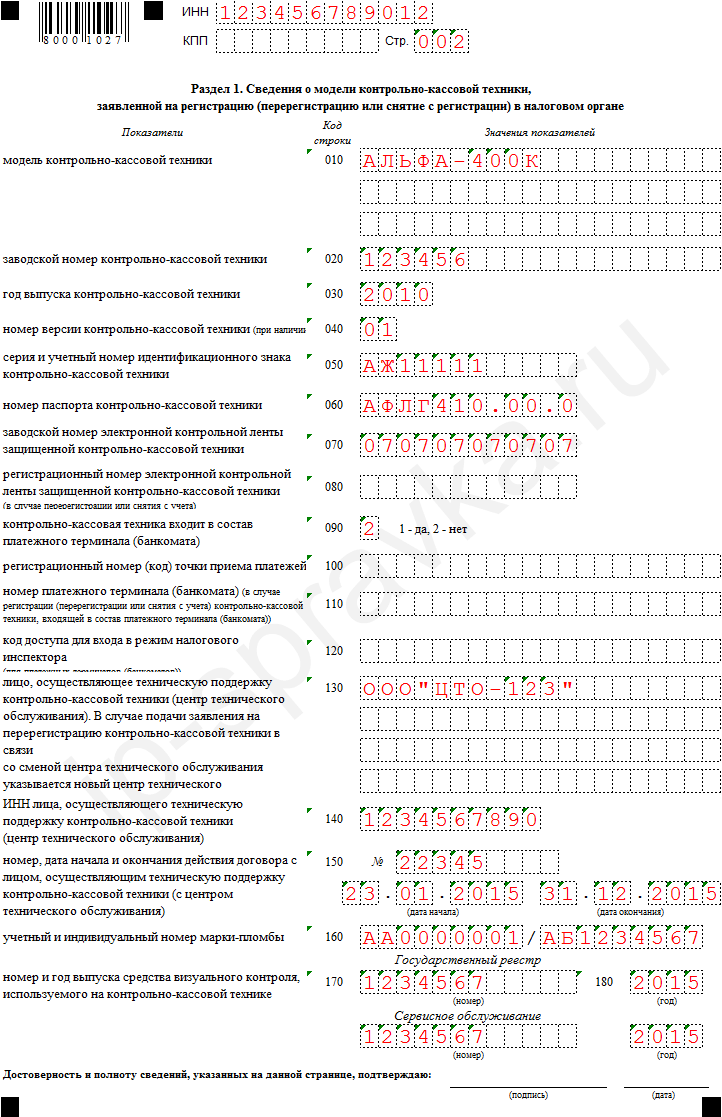 ИНН 123456789012
8000 1027
КПП Стр. 002
Раздел 1. Сведения о модели контрольно-кассовой техники,
заявленной на регистрацию (перерегистрацию или снятие с регистрации) в налоговом органе
Показатели Код строки Значения показателей
модель контрольно-кассовой техники 010 АЛЬФА-400К
заводской номер контрольно-кассовой техники 020 123456
год выпуска контрольно-кассовой техники 030 2010
номер версии контрольно-кассовой техники (при наличии 040 01
серия и учетный номер идентификационного знака
контрольно-кассовой техники 050 АЖ11111
номер паспорта контрольно-кассовой техники 060 АФЛГ410.00.0
заводской номер электронной контрольной ленты
защищенной контрольно-кассовой техники 070 070707070707
регистрационный номер электронной контрольной
ленты защищенной контрольно-кассовой техники 080
(в случае перерегистрации или снятия с учета)
контрольно-кассовая техника входит в состав
платежного терминала (банкомата) 090 2 1 - да, 2 - нет
регистрационный номер (код) точки приема платежей 100
номер платежного терминала (банкомата) (в случае
регистрации (перерегистрации или снятия с учета) контрольно-кассовой 110
техники, входящей в состав платежного терминала (банкомата))
код доступа для входа в режим налогового
инспектора 120
(для платежных терминалов (банкоматов))
лицо, осуществляющее техническую поддержку 130 ООО"ЦТО-123"
контрольно-кассовой техники (центр технического
обслуживания). В случае подачи заявления на
перерегистрацию контрольно-кассовой техники в
связи
со сменой центра технического обслуживания
указывается новый центр технического
ИНН лица, осуществляющего техническую
поддержку контрольно-кассовой техники 140 1234567890
(центр технического обслуживания)
номер, дата начала и окончания действия договора с 150 № 22345
лицом, осуществляющим техническую поддержку
контрольно-кассовой техники (с центром 23.01.2015 31.12.2015
технического обслуживания) (дата начала) (дата окончания)
учетный и индивидуальный номер марки-пломбы 160 АА0000001/АБ1234567
Государственный реестр
номер и год выпуска средства визуального контроля, 170 1234567 180 2015
используемого на контрольно-кассовой технике (номер) (год)
Сервисное обслуживание
1234567 2015
(номер) (год)
Достоверность и полноту сведений, указанных на данной странице, подтверждаю:
(подпись) (дата)